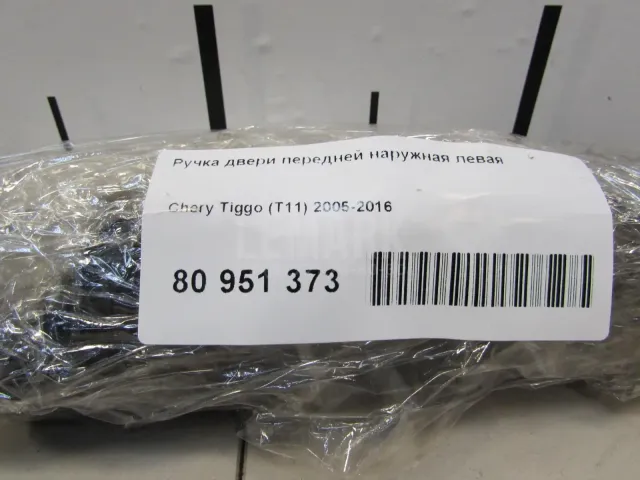 Ручка двери передней наружная левая
Chery Tiggo (T11) 2005-2016
80 951 373